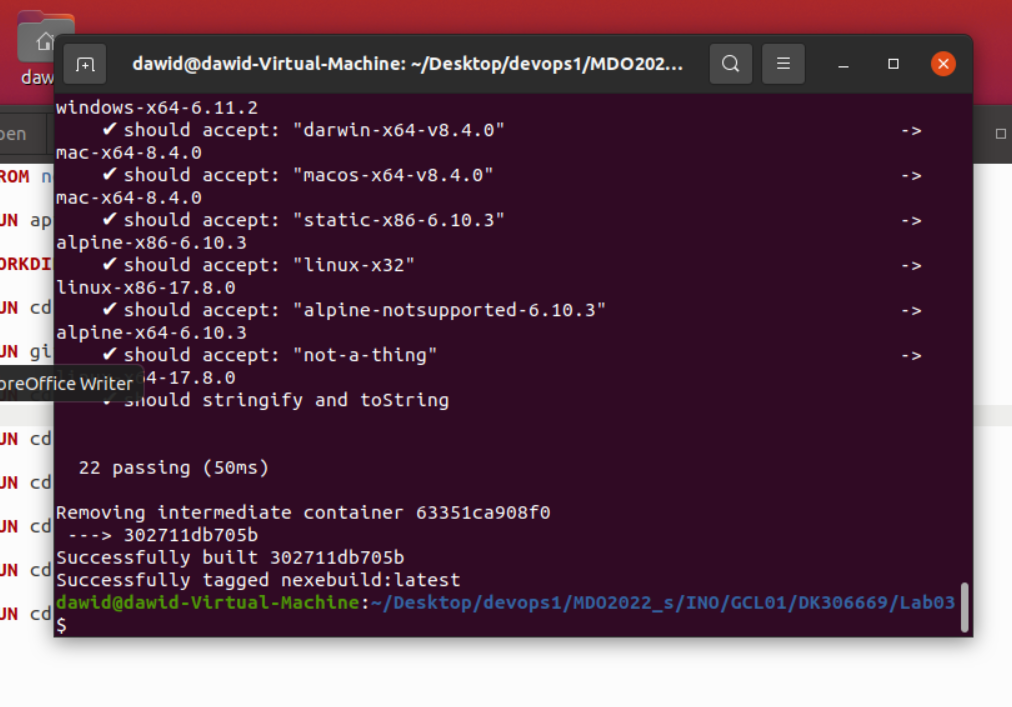 daw
dawid@dawid-Virtual-Machine: ~/Desktop/devops1/MDO202...
pen
windows-x64-6.11.2
✔ should accept: "darwin-x64-v8.4.0" ->
mac-x64-8.4.0
✔ should accept: "macos-x64-v8.4.0" ->
mac-x64-8.4.0
✔ should accept: "static-x86-6.10.3" ->
alpine-x86-6.10.3
✔ should accept: "linux-x32" ->
linux-x86-17.8.0
✔ should accept: "alpine-notsupported-6.10.3" ->
alpine-x64-6.10.3
✔ should accept: "not-a-thing" ->
64-17.8.0
✔ should stringify and toString
22 passing (50ms)
Removing intermediate container 63351ca908f0
---> 302711db705b
Successfully built 302711db705b
Successfully tagged nexebuild:latest
dawid@dawid-Virtual-Machine:~/Desktop/devops1/MDO2022_s/INO/GCL01/DK306669/Lab03
$
ROM n
UN ap
ORKDI
UN cd
UN gi
oreOffice Writer
UN cd
UN cd
UN cd
UN cd
UN cd